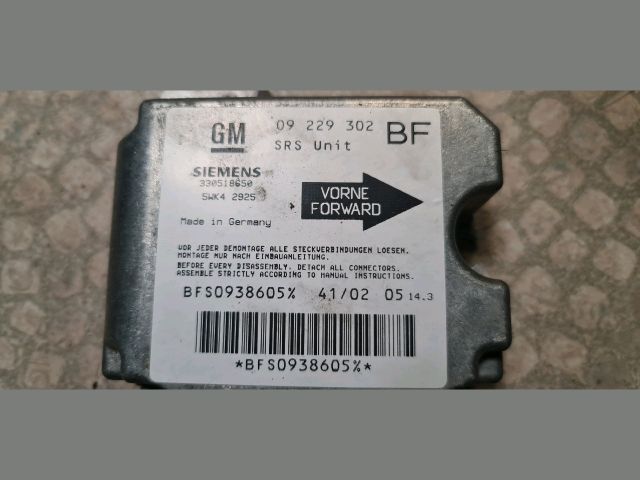 GM 09 229 302 BF
SRS Unit
SIEMENS
330518650
5WK4 2925
VORNE
FORWARD
Made in Germany
VOR JEDER DEMONTAGE ALLE STECKVERBINDUNGEN LOESEN.
MONTAGE NUR NACH EINBAUANLEITUNG.
BEFORE EVERY DISASSEMBLY, DETACH ALL CONNECTORS.
ASSEMBLE STRICTLY ACCORDING TO MANUAL INSTRUCTIONS.
BFS0938605% 41/02 05 14.3
*BFS0938605%*